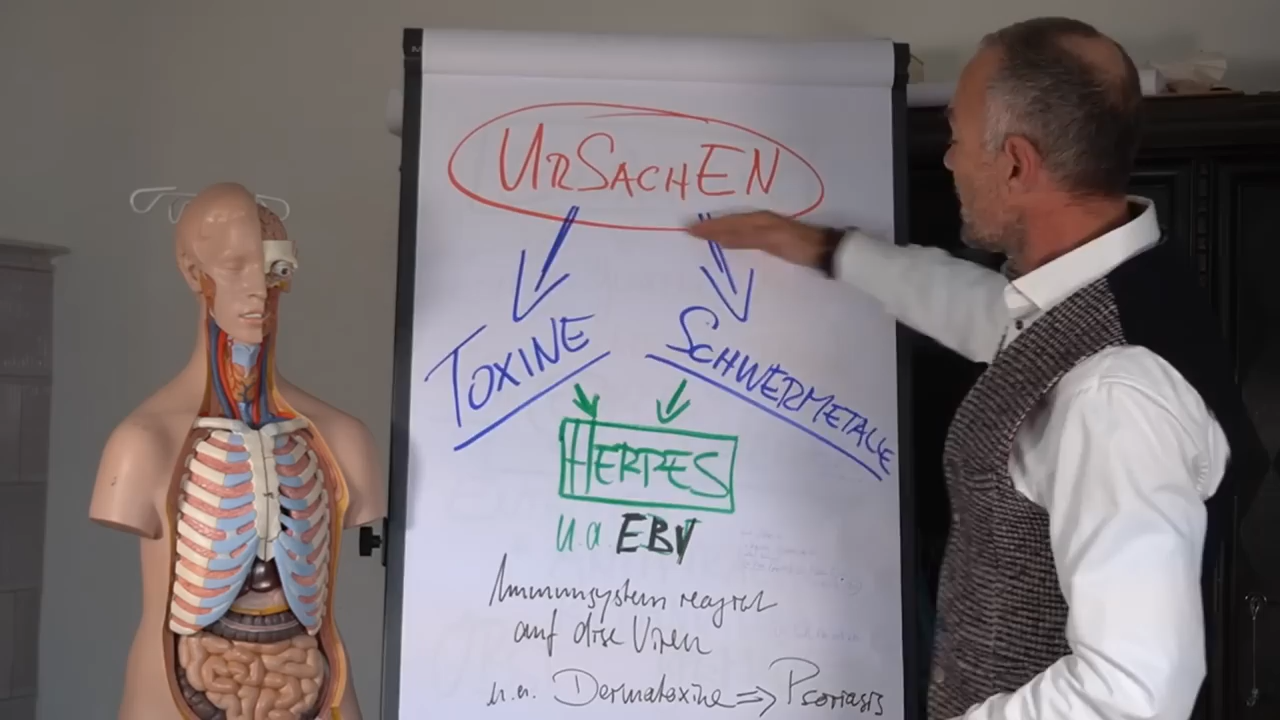 URSACHEN
TOXINE SCHWERMETALLE
HERPES
u.a. EBV
Immunsystem reagiert
auf diese Viren
u.a. Dermatoxine => Psoriasis